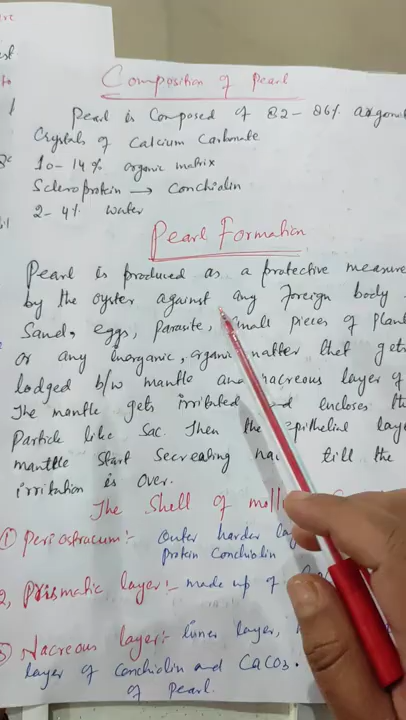 Composition of Pearl
Pearl is Composed of 82-86%
Crystals of Calcium Carbonate
10-14% organic matrix
Scleroprotein → Conchiolin
2-4% water
Pearl Formation
Pearl is produced as a protective measure
by the oyster against any foreign body
Sand, eggs, Parasite, small pieces of Plant
or any inorganic, organic matter that gets
lodged b/w mantle and nacreous layer of
The mantle gets irritated and encloses
Particle like Sac. Then the epithelial
mantle start secreating till the
irritation is over.
The Shell of
① Periostracum:- Outer harder
Protein Conchiolin
2, Prismatic layer:- made up of
3 Nacreous layer:- inner layer,
layer of Conchiolin and CaCO3.
of pearl.